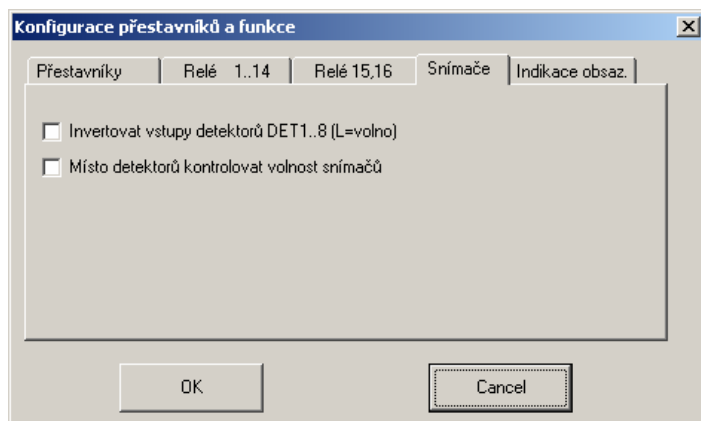 Konfigurace přestavníků a funkce
Přestavníky Relé 1..14 Relé 15,16 Snímače Indikace obsaz.
Invertovat vstupy detektorů DET1..8 (L=volno)
Místo detektorů kontrolovat volnost snímačů
OK Cancel